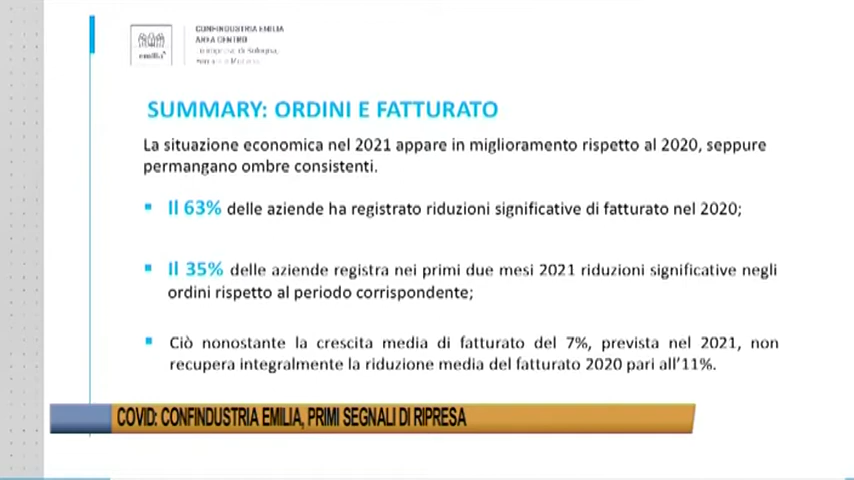 CONFINDUSTRIA EMILIA
AREA CENTRO
emilia
SUMMARY: ORDINI E FATTURATO
La situazione economica nel 2021 appare in miglioramento rispetto al 2020, seppure
permangano ombre consistenti.
Il 63% delle aziende ha registrato riduzioni significative di fatturato nel 2020;
Il 35% delle aziende registra nei primi due mesi 2021 riduzioni significative negli
ordini rispetto al periodo corrispondente;
Ciò nonostante la crescita media di fatturato del 7%, prevista nel 2021, non
recupera integralmente la riduzione media del fatturato 2020 pari all'11%.
COVID: CONFINDUSTRIA EMILIA, PRIMI SEGNALI DI RIPRESA